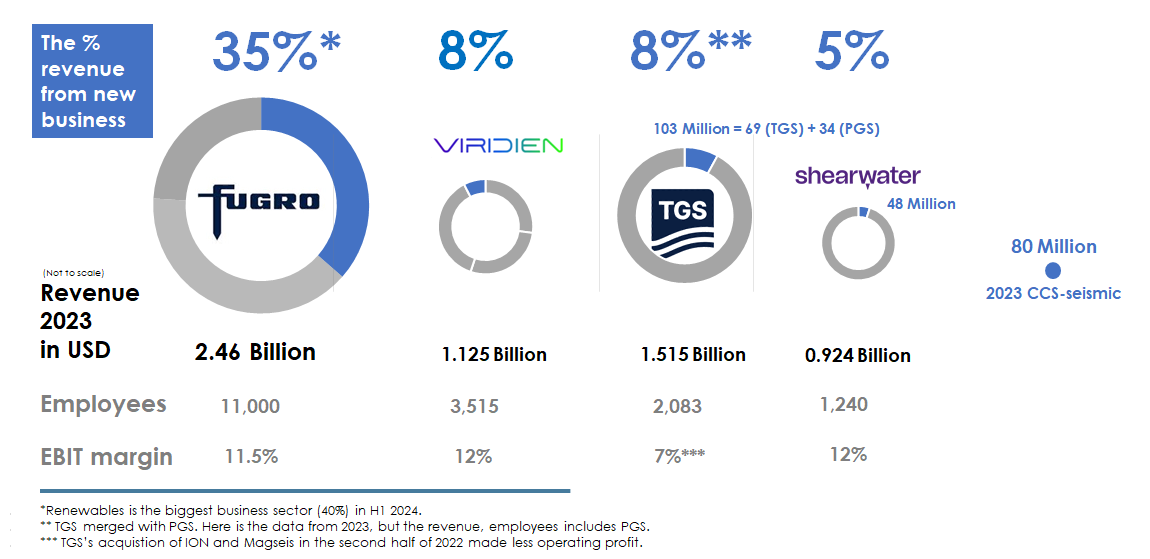 The %
revenue
from new
business
35%*
8%
8%**
5%
103 Million = 69 (TGS) + 34 (PGS)
VIRIDIEN
FUGRO
TGS
shearwater
48 Million
80 Million
2023 CCS-seismic
(Not to scale)
Revenue
2023
in USD
2.46 Billion
1.125 Billion
1.515 Billion
0.924 Billion
Employees
11,000
3,515
2,083
1,240
EBIT margin
11.5%
12%
7%***
12%
*Renewables is the biggest business sector (40%) in H1 2024.
** TGS merged with PGS. Here is the data from 2023, but the revenue, employees includes PGS.
*** TGS's acquistion of ION and Magseis in the second half of 2022 made less operating profit.